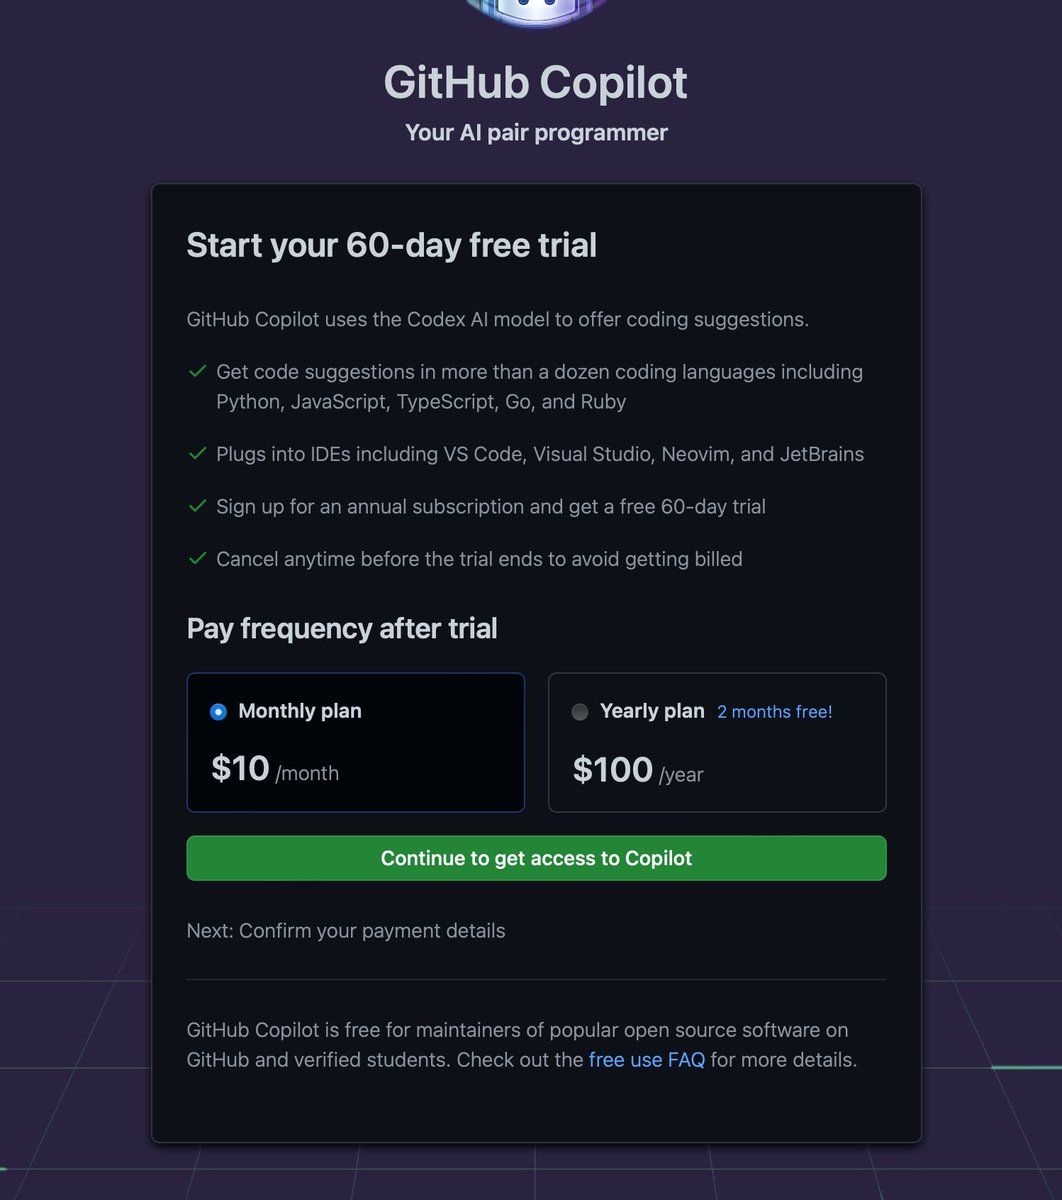 GitHub Copilot
Your AI pair programmer
Start your 60-day free trial
GitHub Copilot uses the Codex AI model to offer coding suggestions.
Get code suggestions in more than a dozen coding languages including
Python, JavaScript, TypeScript, Go, and Ruby
Plugs into IDEs including VS Code, Visual Studio, Neovim, and JetBrains
Sign up for an annual subscription and get a free 60-day trial
Cancel anytime before the trial ends to avoid getting billed
Pay frequency after trial
Monthly plan
$10 /month
Yearly plan 2 months free!
$100 /year
Continue to get access to Copilot
Next: Confirm your payment details
GitHub Copilot is free for maintainers of popular open source software on
GitHub and verified students. Check out the free use FAQ for more details.